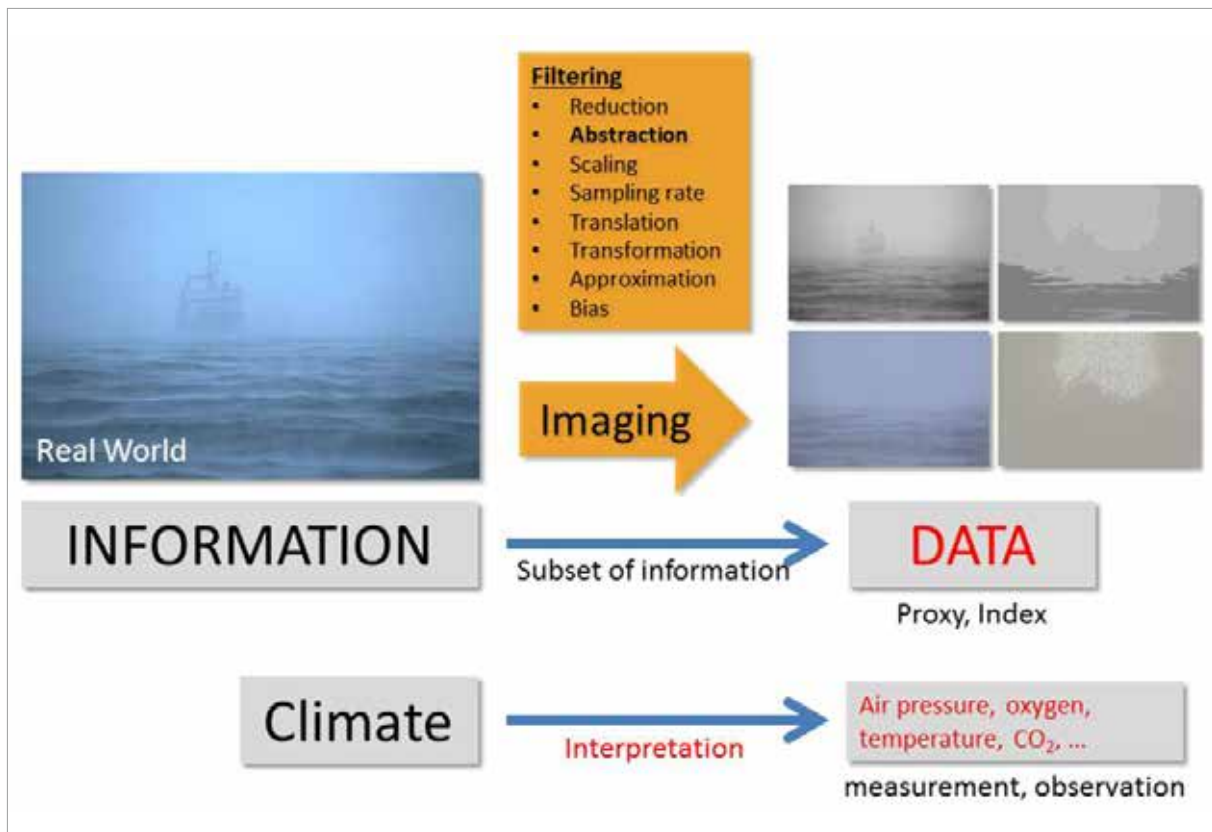 Filtering
• Reduction
• Abstraction
• Scaling
• Sampling rate
• Translation
• Transformation
• Approximation
• Bias
Real World
Imaging
INFORMATION
Subset of information
DATA
Proxy, Index
Climate
Interpretation
Air pressure, oxygen,
temperature, CO₂, ...
measurement, observation